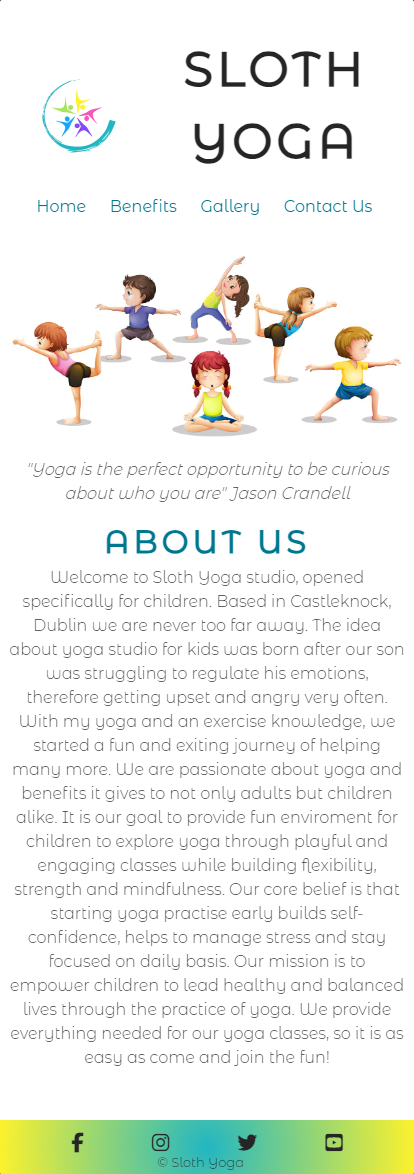 SLOTH
YOGA
Home Benefits Gallery Contact Us
"Yoga is the perfect opportunity to be curious
about who you are" Jason Crandell
ABOUT US
Welcome to Sloth Yoga studio, opened
specifically for children. Based in Castleknock,
Dublin we are never too far away. The idea
about yoga studio for kids was born after our son
was struggling to regulate his emotions,
therefore getting upset and angry very often.
With my yoga and an exercise knowledge, we
started a fun and exiting journey of helping
many more. We are passionate about yoga and
benefits it gives to not only adults but children
alike. It is our goal to provide fun enviroment for
children to explore yoga through playful and
engaging classes while building flexibility,
strength and mindfulness. Our core belief is that
starting yoga practise early builds self-
confidence, helps to manage stress and stay
focused on daily basis. Our mission is to
empower children to lead healthy and balanced
lives through the practice of yoga. We provide
everything needed for our yoga classes, so it is as
easy as come and join the fun!
© Sloth Yoga